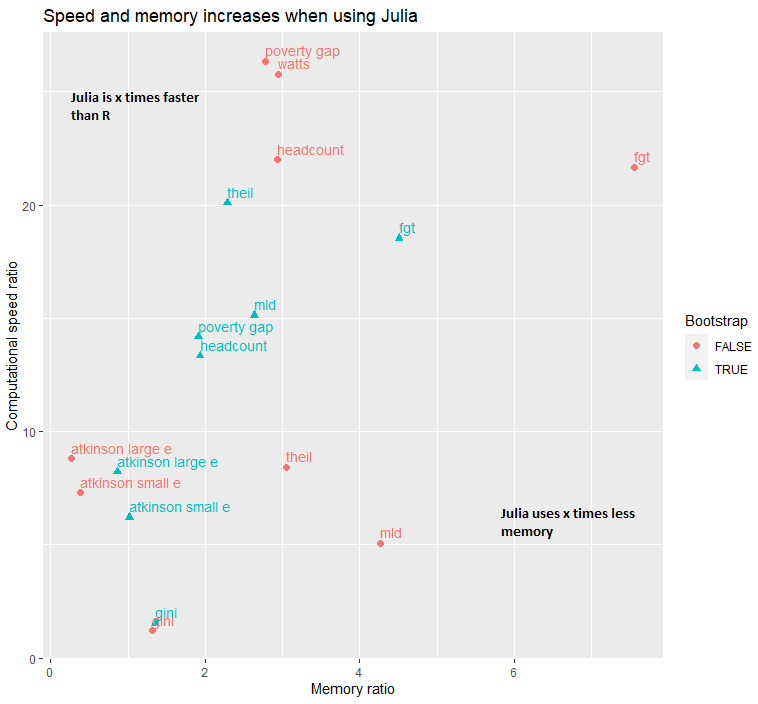 Speed and memory increases when using Julia
poverty gap
watts
Julia is x times faster
than R
headcount
fgt
theil
20
fgt
mld
poverty gap
headcount
Computational speed ratio
Bootstrap
FALSE
TRUE
10
atkinson large e
atkinson large e
theil
atkinson small e
atkinson small e
Julia uses x times less
memory
mld
gini
gini
0
0
2
4
6
Memory ratio